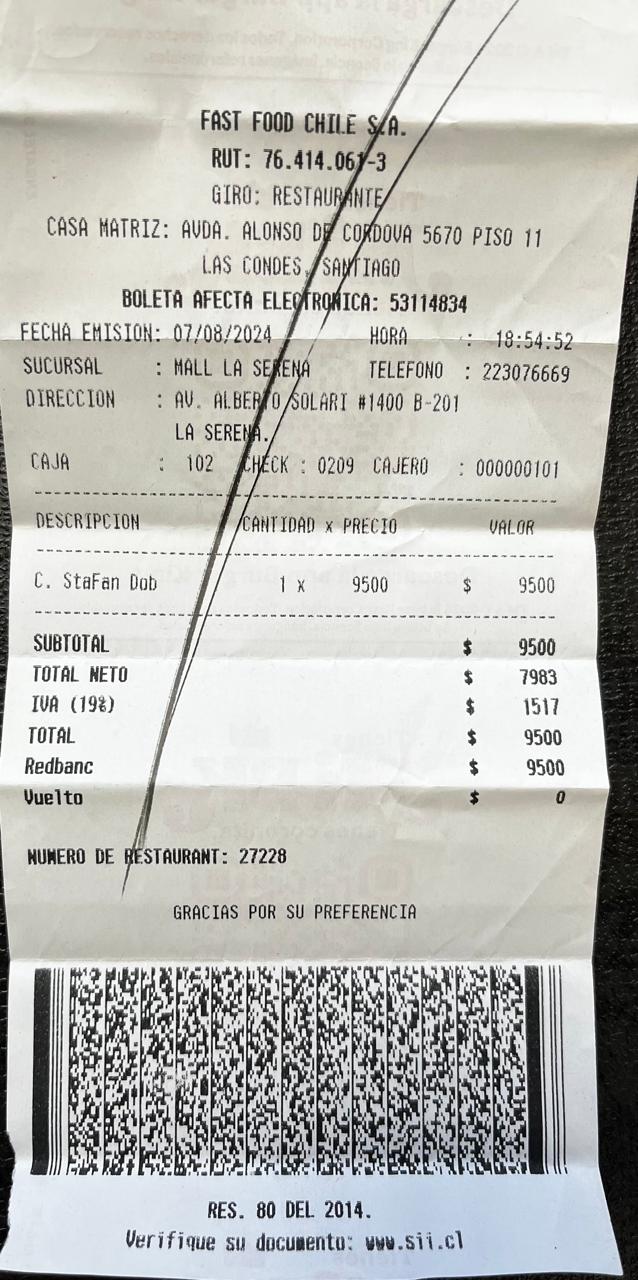 FAST FOOD CHILE S.A.
RUT: 76.414.061-3
GIRO: RESTAURANTE
CASA MATRIZ: AVDA. ALONSO DE CORDOVA 5670 PISO 11
LAS CONDES, SANTIAGO
BOLETA AFECTA ELECTRONICA: 53114834
FECHA EMISION: 07/08/2024 HORA : 18:54:52
SUCURSAL : MALL LA SERENA TELEFONO : 223076669
DIRECCION : AV. ALBERTO SOLARI #1400 B-201
LA SERENA.
CAJA : 102 CHECK : 0209 CAJERO : 000000101
DESCRIPCION CANTIDAD x PRECIO VALOR
C. StaFan Dob 1 x 9500 $ 9500
SUBTOTAL $ 9500
TOTAL NETO $ 7983
IVA (19%) $ 1517
TOTAL $ 9500
Redbanc $ 9500
Vuelto $ 0
NUMERO DE RESTAURANT: 27228
GRACIAS POR SU PREFERENCIA
RES. 80 DEL 2014.
Verifique su documento: www.sii.cl